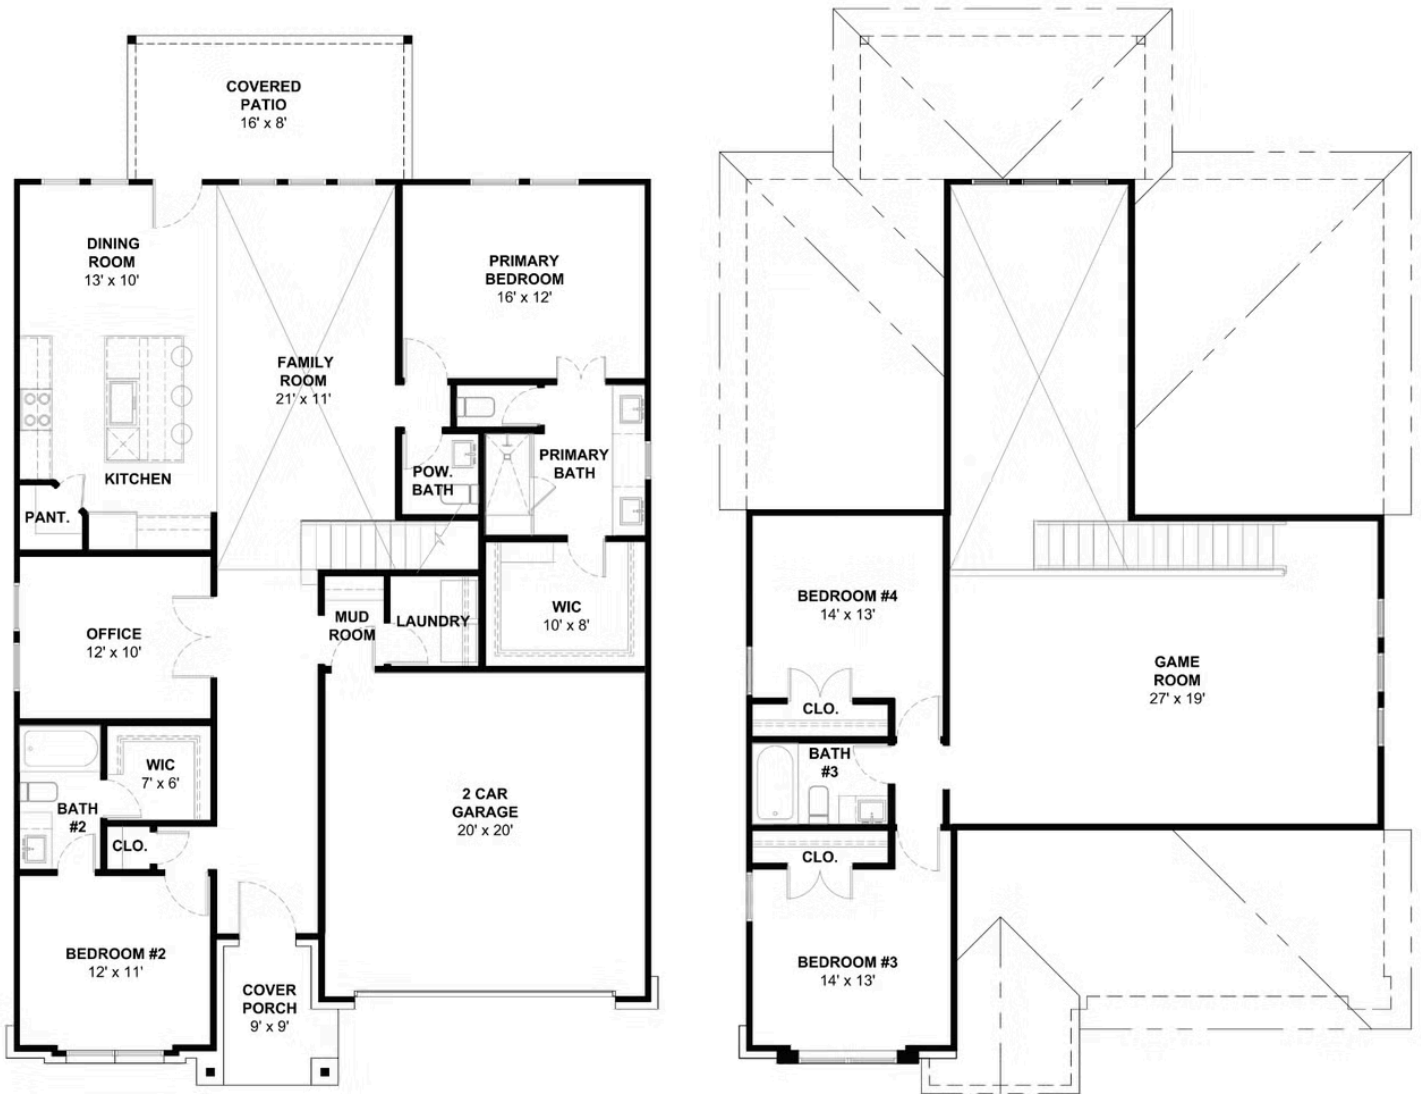 COVERED
PATIO
16' x 8'
DINING
ROOM
13' x 10'
PRIMARY
BEDROOM
16' x 12'
FAMILY
ROOM
21' x 11'
KITCHEN
PANT.
POW.
BATH
PRIMARY
BATH
OFFICE
12' x 10'
MUD
ROOM
LAUNDRY
WIC
10' x 8'
WIC
7' x 6'
BATH
#2
CLO.
2 CAR
GARAGE
20' x 20'
BEDROOM #2
12' x 11'
COVER
PORCH
9' x 9'
BEDROOM #4
14' x 13'
CLO.
GAME
ROOM
27' x 19'
BATH
#3
CLO.
BEDROOM #3
14' x 13'